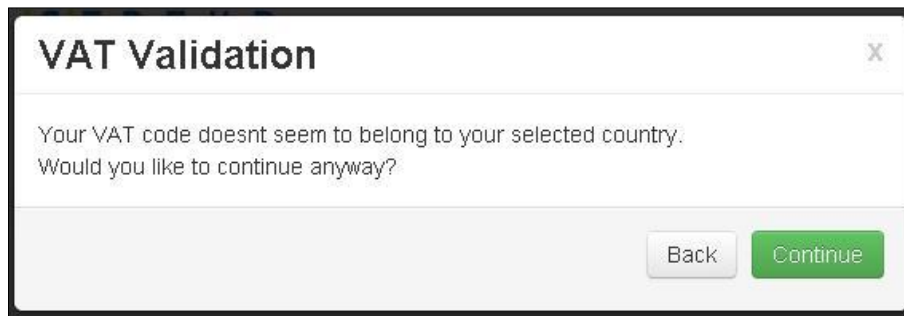 VAT Validation
x
Your VAT code doesnt seem to belong to your selected country.
Would you like to continue anyway?
Back
Continue